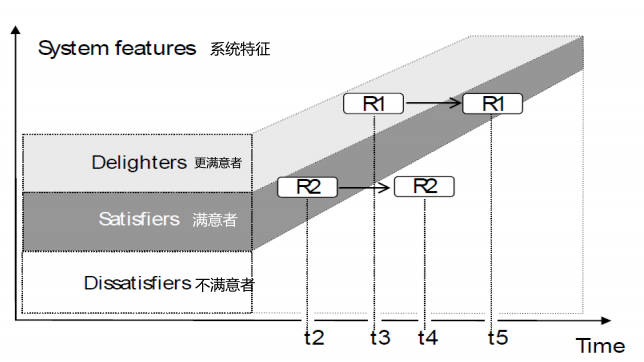 System features 系统特征
R1 R1
Delighters 更满意者
R2 R2
Satisfiers 满意者
Dissatisfiers 不满意者
t2 t3 t4 t5
Time